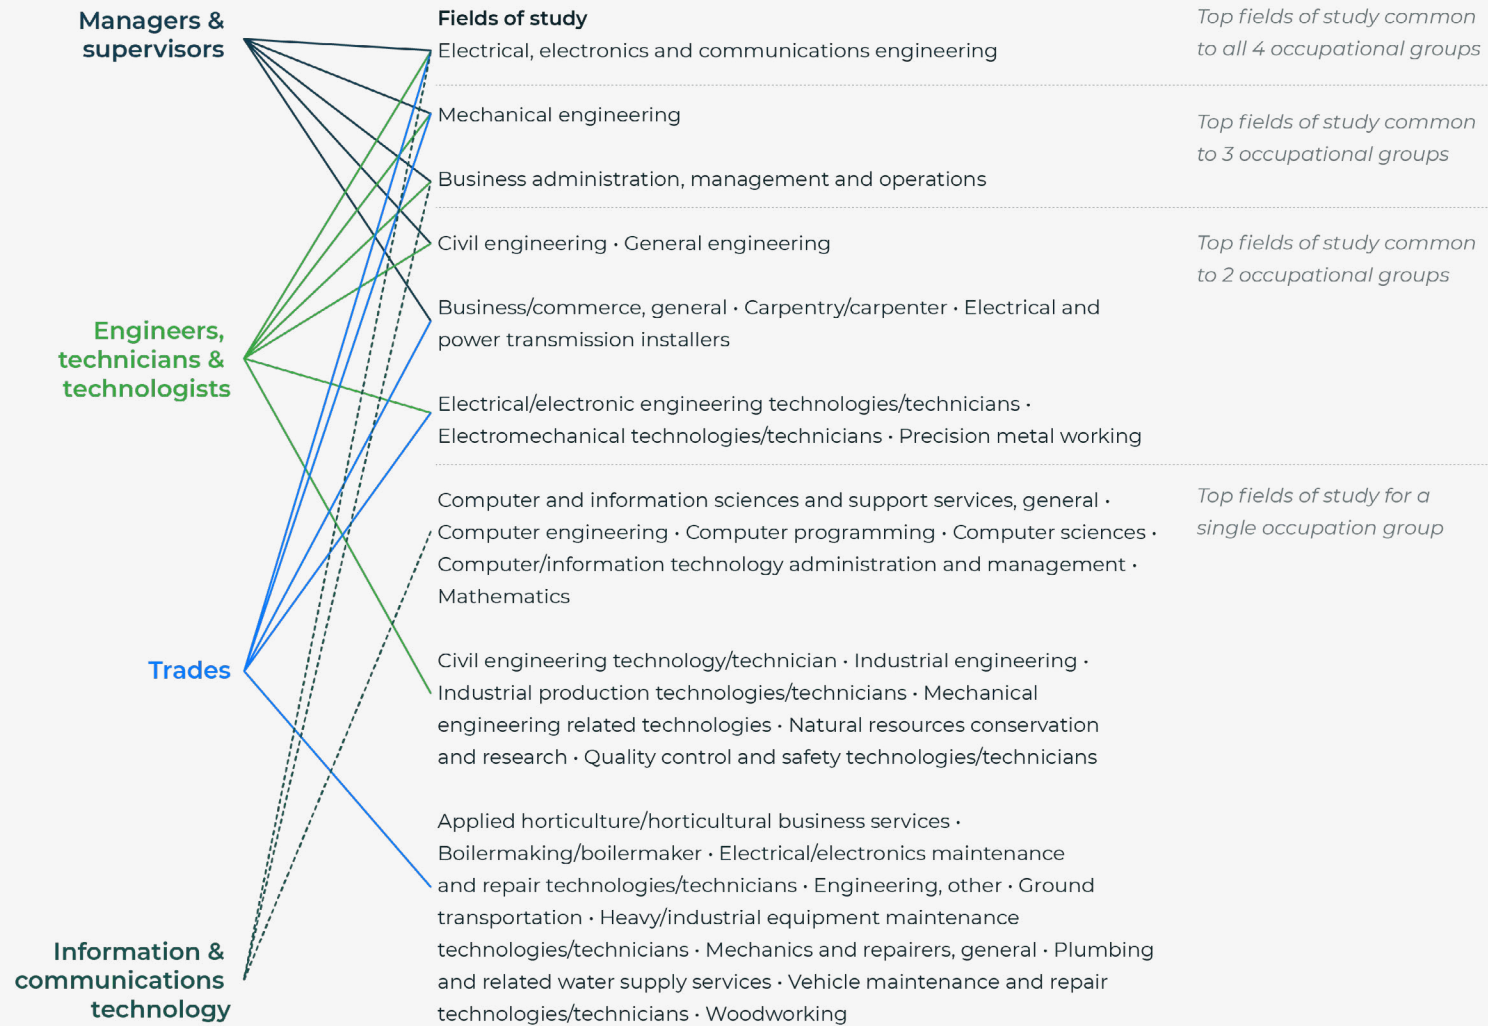 Managers &
supervisors
Engineers,
technicians &
technologists
Trades
Information &
communications
technology
Fields of study
Electrical, electronics and communications engineering
Mechanical engineering
Business administration, management and operations
Civil engineering • General engineering
Business/commerce, general • Carpentry/carpenter • Electrical and
power transmission installers
Electrical/electronic engineering technologies/technicians •
Electromechanical technologies/technicians • Precision metal working
Computer and information sciences and support services, general •
Computer engineering • Computer programming • Computer sciences •
Computer/information technology administration and management •
Mathematics
Civil engineering technology/technician • Industrial engineering •
Industrial production technologies/technicians • Mechanical
engineering related technologies • Natural resources conservation
and research • Quality control and safety technologies/technicians
Applied horticulture/horticultural business services •
Boilermaking/boilermaker • Electrical/electronics maintenance
and repair technologies/technicians • Engineering, other • Ground
transportation • Heavy/industrial equipment maintenance
technologies/technicians • Mechanics and repairers, general • Plumbing
and related water supply services • Vehicle maintenance and repair
technologies/technicians • Woodworking
Top fields of study common
to all 4 occupational groups
Top fields of study common
to 3 occupational groups
Top fields of study common
to 2 occupational groups
Top fields of study for a
single occupation group